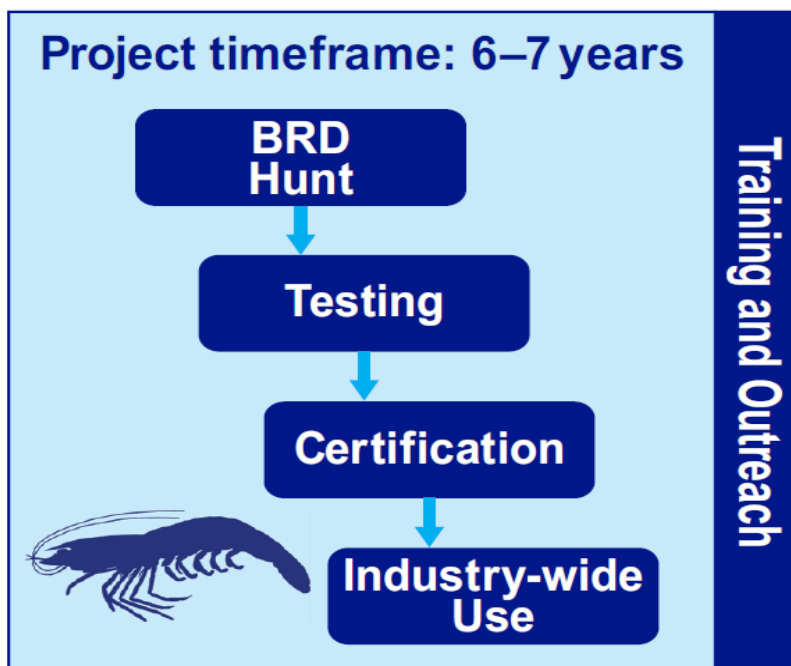 Project timeframe: 6–7 years
BRD
Hunt
Testing
Certification
Industry-wide
Use
Training and Outreach